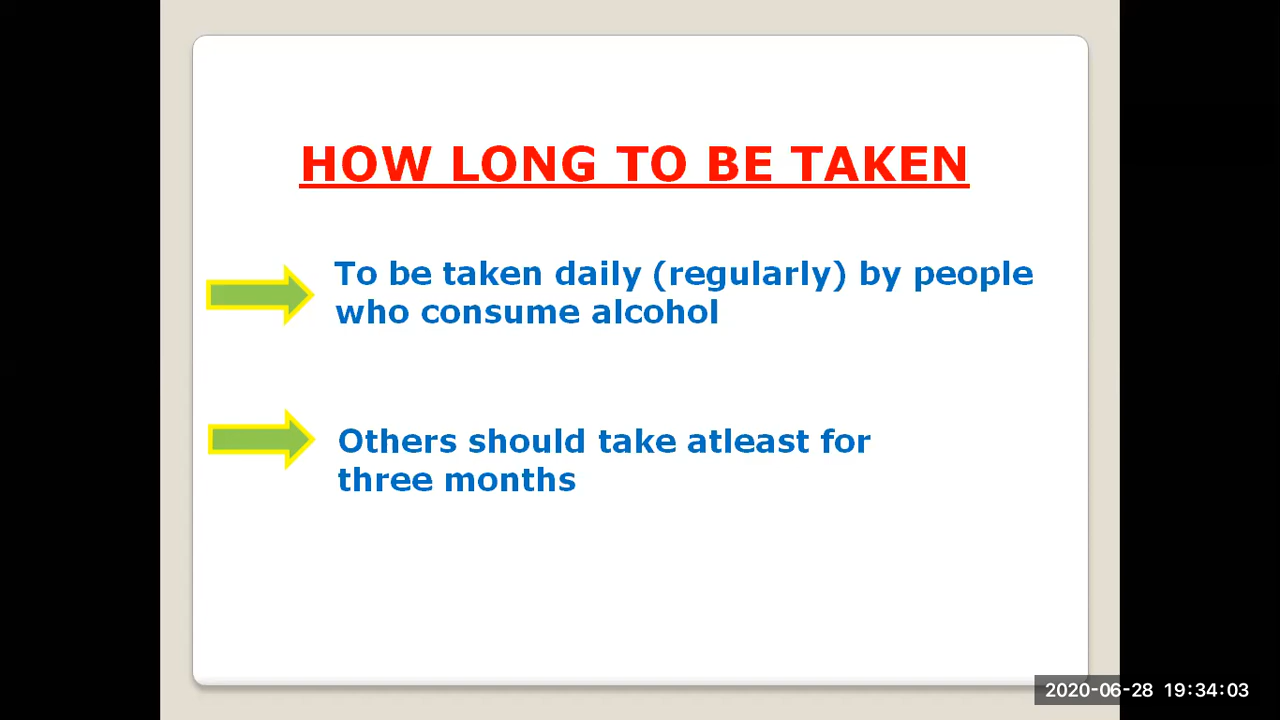 HOW LONG TO BE TAKEN
To be taken daily (regularly) by people
who consume alcohol
Others should take atleast for
three months
2020-06-28 19:34:03